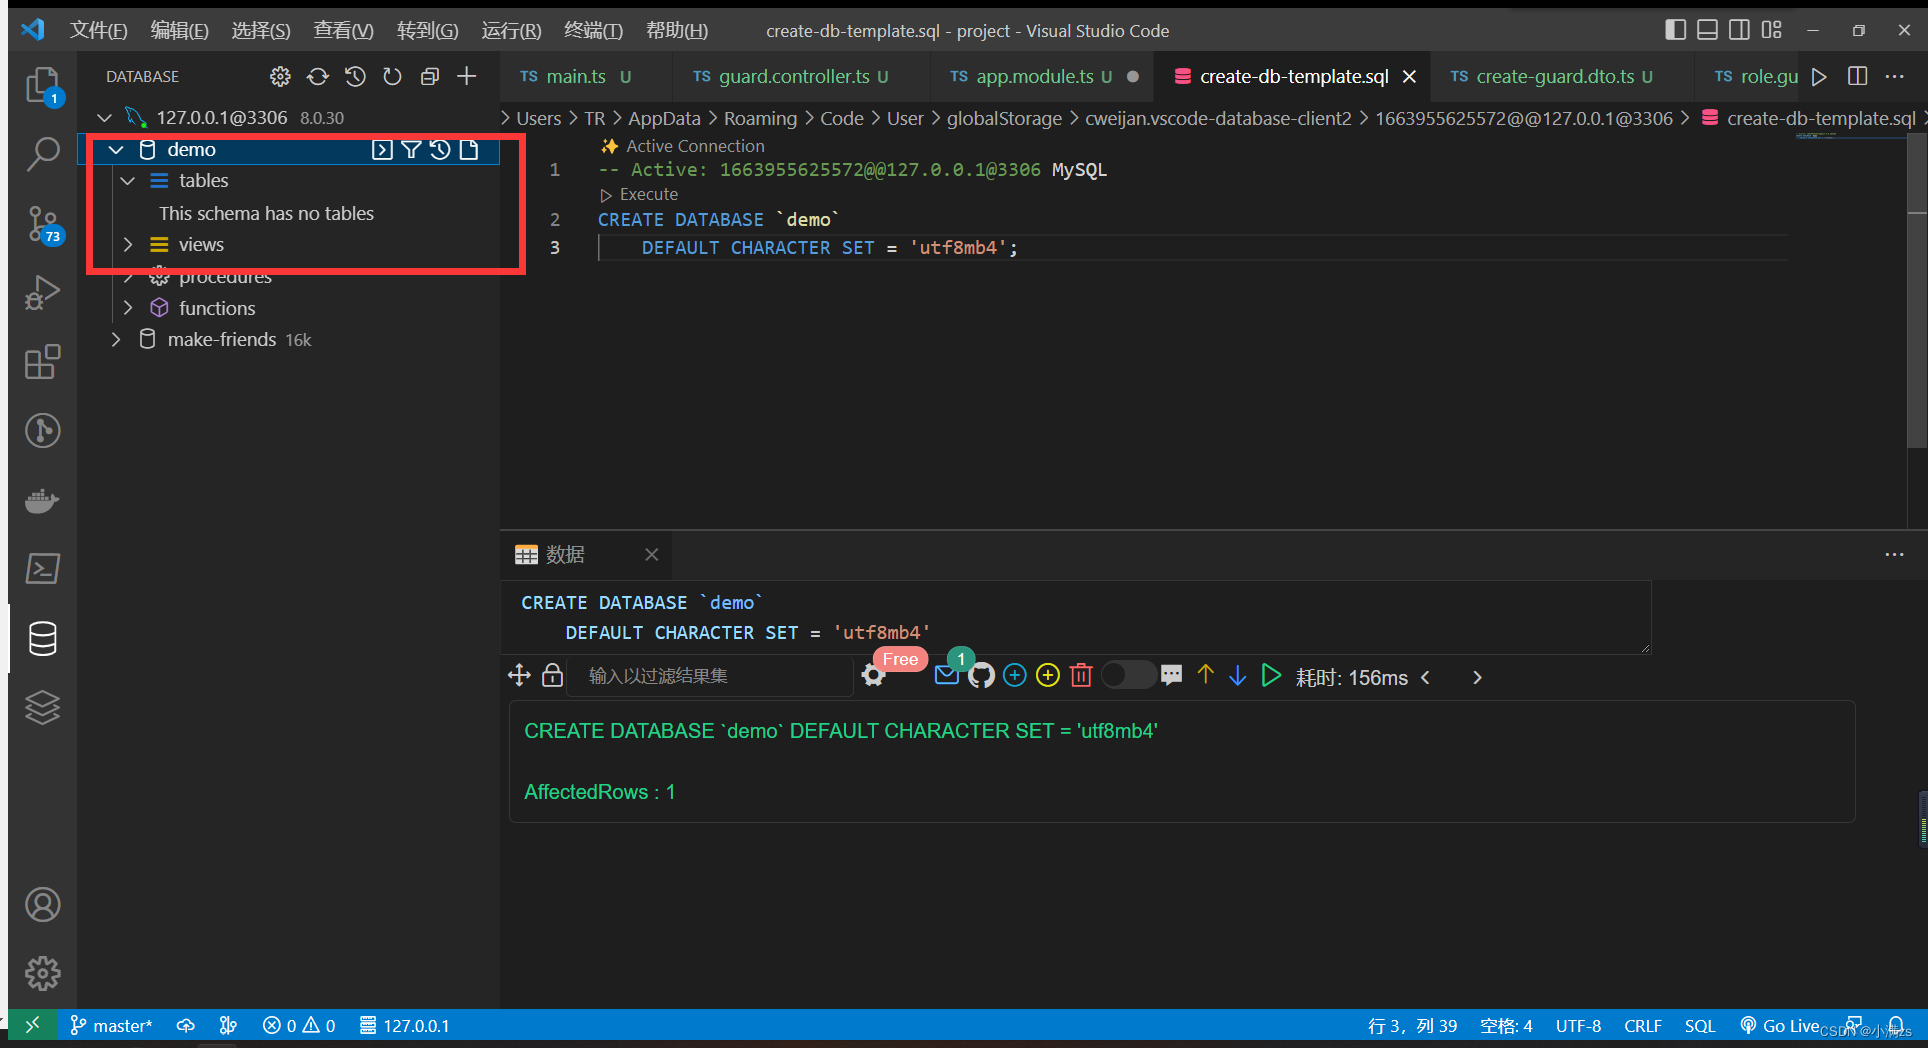 文件(F) 编辑(E) 选择(S) 查看(V) 转到(G) 运行(R) 终端(T) 帮助(H) create-db-template.sql - project - Visual Studio Code
DATABASE
TS main.ts U TS guard.controller.ts U TS app.module.ts U create-db-template.sql TS create-guard.dto.ts U TS role.gu
127.0.0.1@3306 8.0.30
Users > TR > AppData > Roaming > Code > User > globalStorage > cweijan.vscode-database-client2 > 1663955625572@@127.0.0.1@3306 > create-db-template.sql
1
demo
tables
This schema has no tables
views
procedures
functions
make-friends 16k
73
Active Connection
1 -- Active: 1663955625572@@127.0.0.1@3306 MySQL
Execute
2 CREATE DATABASE `demo`
3 DEFAULT CHARACTER SET = 'utf8mb4';
数据
CREATE DATABASE `demo`
DEFAULT CHARACTER SET = 'utf8mb4'
输入以过滤结果集 Free 1 耗时: 156ms
CREATE DATABASE `demo` DEFAULT CHARACTER SET = 'utf8mb4'
AffectedRows : 1
master* 0 0 127.0.0.1 行 3，列 39 空格: 4 UTF-8 CRLF SQL Go Live
CSDN @小满zs